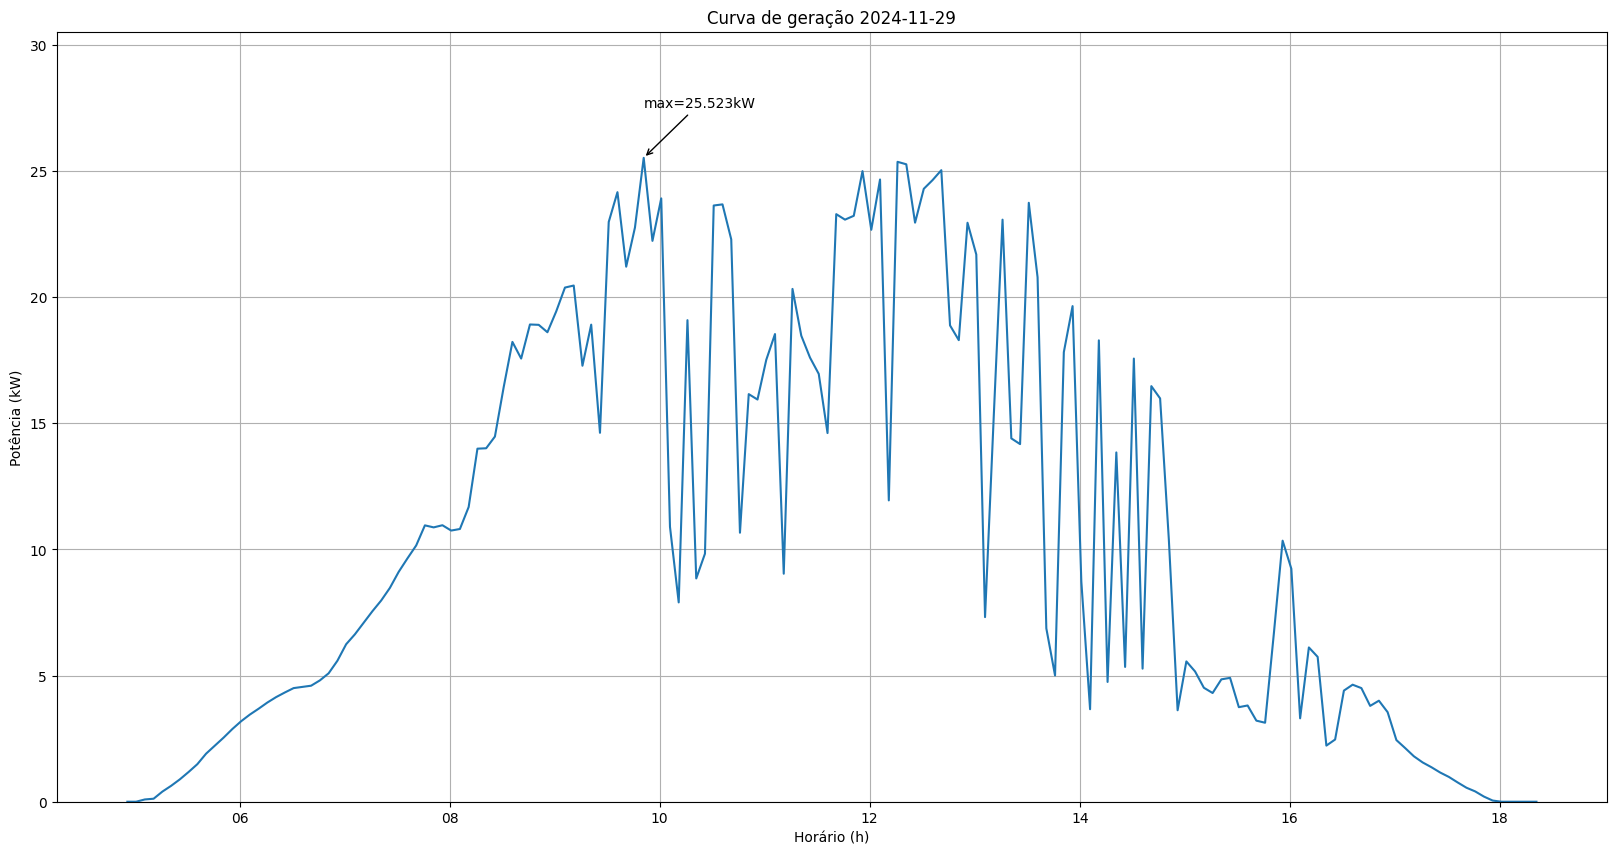 Curva de geração 2024-11-29
30
max=25.523kW
25
20
15
10
5
0
Potência (kW)
06 08 10 12 14 16 18
Horário (h)